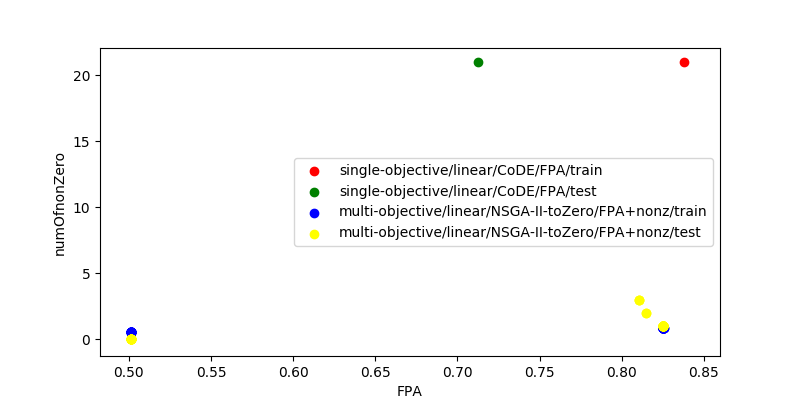 20
15
10
5
0
numOfnonZero
single-objective/linear/CoDE/FPA/train
single-objective/linear/CoDE/FPA/test
multi-objective/linear/NSGA-II-toZero/FPA+nonz/train
multi-objective/linear/NSGA-II-toZero/FPA+nonz/test
0.50 0.55 0.60 0.65 0.70 0.75 0.80 0.85
FPA